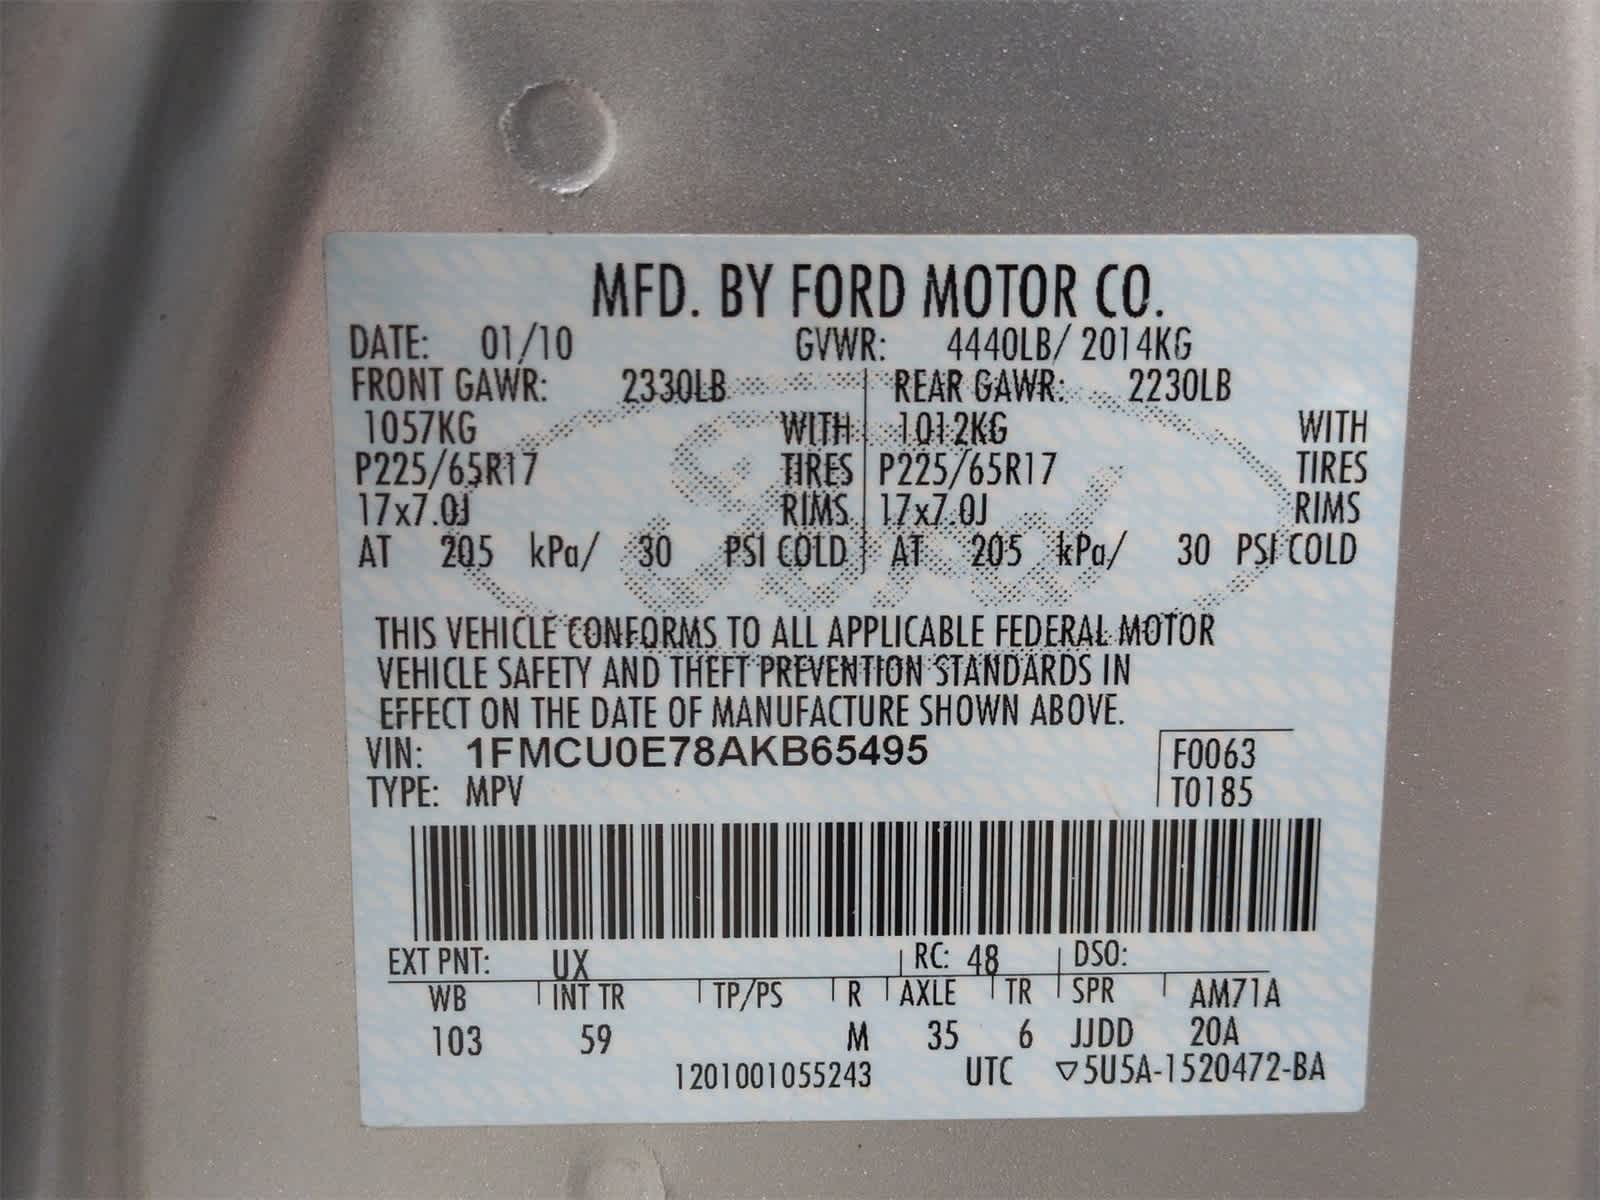 MFD. BY FORD MOTOR CO.
DATE: 01/10 GVWR: 4440LB/ 2014KG
FRONT GAWR: 2330LB REAR GAWR: 2230LB
1057KG WITH 1012KG WITH
P225/65R17 TIRES P225/65R17 TIRES
17x7.0J RIMS 17x7.0J RIMS
AT 205 kPa/ 30 PSI COLD AT 205 kPa/ 30 PSI COLD
THIS VEHICLE CONFORMS TO ALL APPLICABLE FEDERAL MOTOR
VEHICLE SAFETY AND THEFT PREVENTION STANDARDS IN
EFFECT ON THE DATE OF MANUFACTURE SHOWN ABOVE.
VIN: 1FMCU0E78AKB65495 F0063
TYPE: MPV T0185
EXT PNT: UX RC: 48 DSO:
WB INT TR TP/PS R AXLE TR SPR AM71A
103 59 M 35 6 JJDD 20A
1201001055243 UTC ▽5U5A-1520472-BA